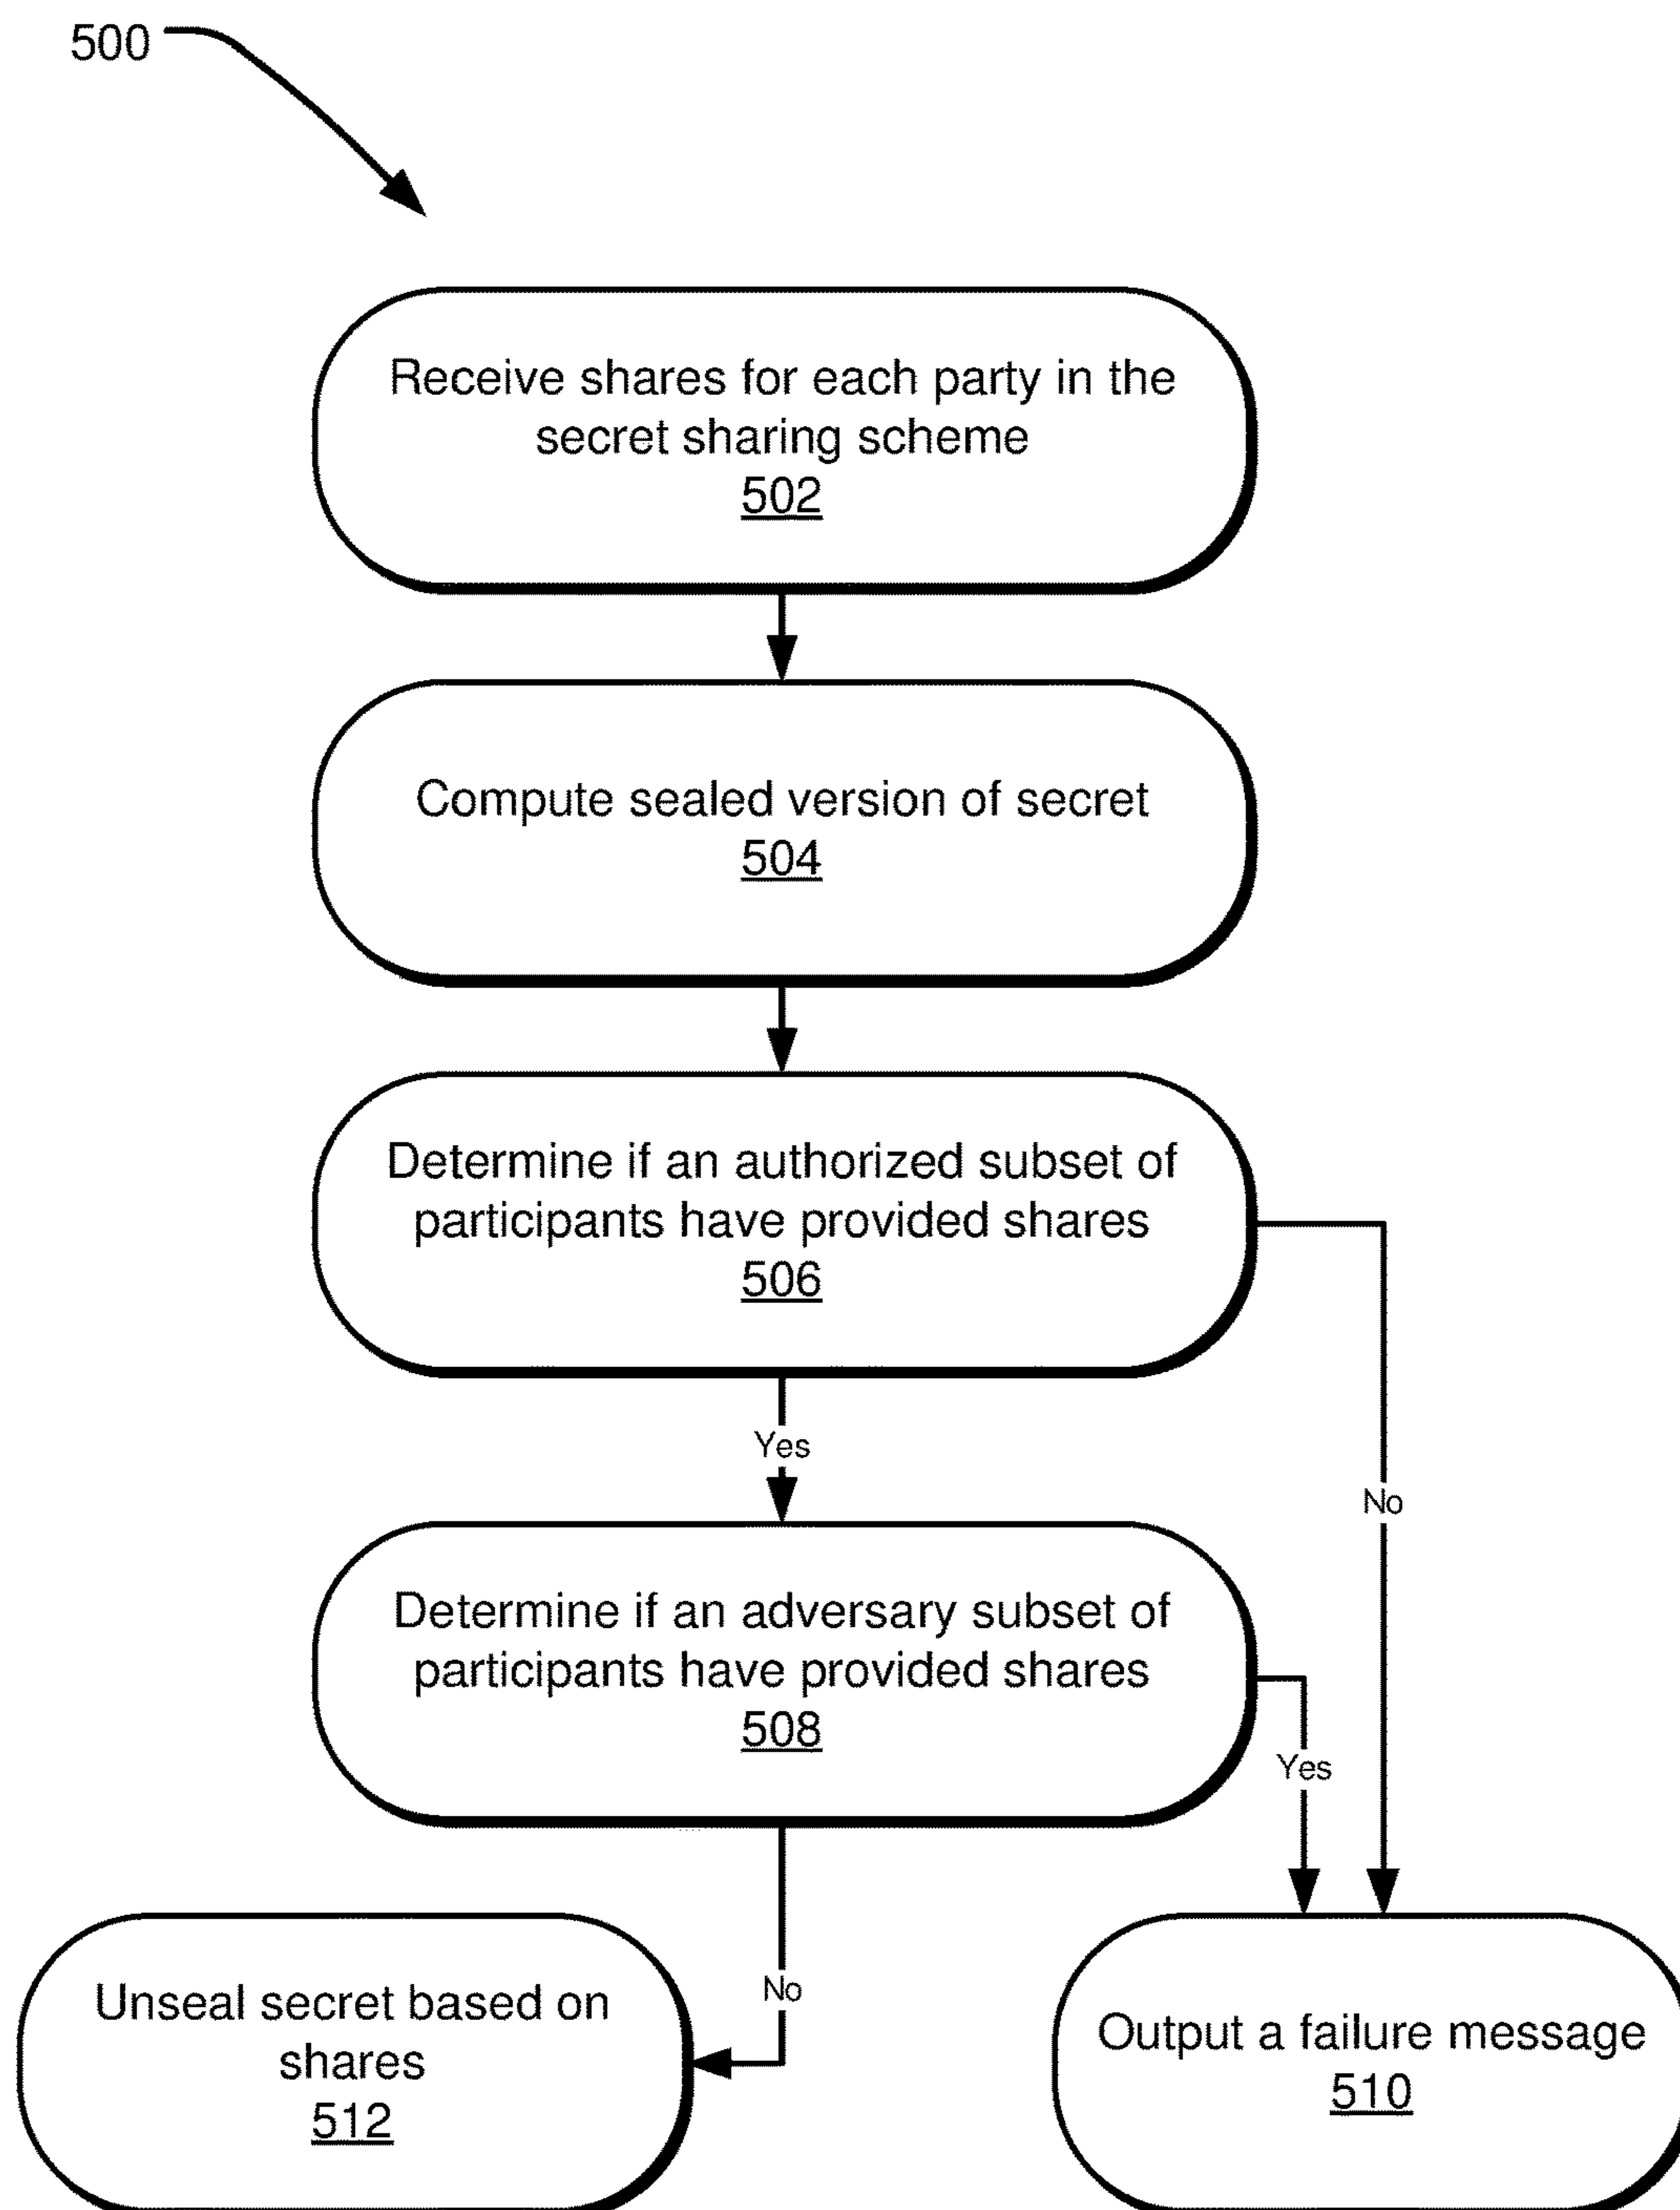 500
Receive shares for each party in the
secret sharing scheme
502
Compute sealed version of secret
504
Determine if an authorized subset of
participants have provided shares
506
Yes
No
Determine if an adversary subset of
participants have provided shares
508
Yes
No
Unseal secret based on
shares
512
Output a failure message
510